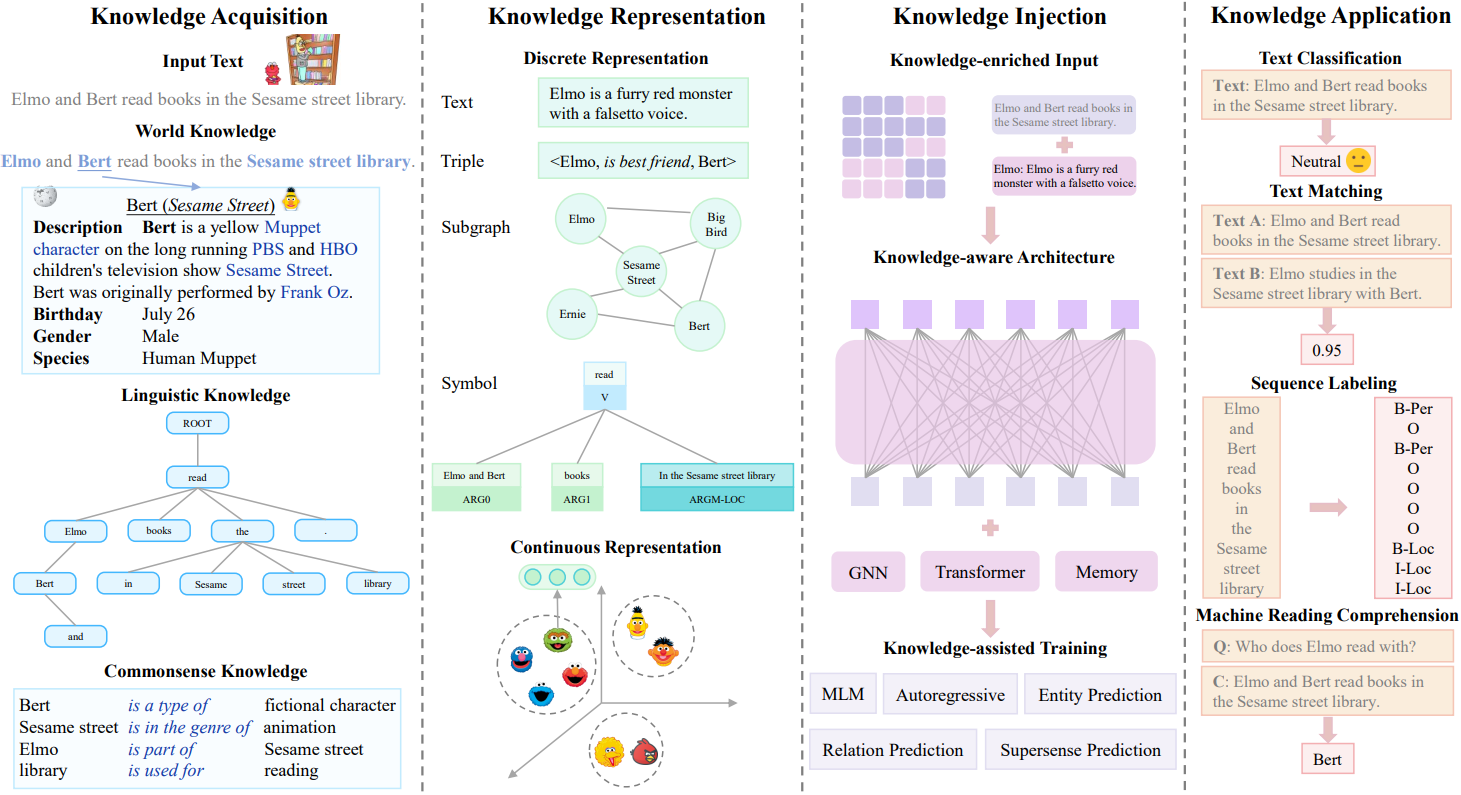 Knowledge Acquisition
Input Text
Elmo and Bert read books in the Sesame street library.
World Knowledge
Elmo and Bert read books in the Sesame street library.
Bert (Sesame Street)
Description Bert is a yellow Muppet
character on the long running PBS and HBO
children's television show Sesame Street.
Bert was originally performed by Frank Oz.
Birthday July 26
Gender Male
Species Human Muppet
Linguistic Knowledge
ROOT
read
Elmo books the .
Bert in Sesame street library
and
Commonsense Knowledge
Bert is a type of fictional character
Sesame street is in the genre of animation
Elmo is part of Sesame street
library is used for reading
Knowledge Representation
Discrete Representation
Text
Elmo is a furry red monster
with a falsetto voice.
Triple
<Elmo, is best friend, Bert>
Subgraph
Elmo
Big
Bird
Sesame
Street
Ernie
Bert
Symbol
read
V
Elmo and Bert
ARG0
books
ARG1
In the Sesame street library
ARGM-LOC
Continuous Representation
Knowledge Injection
Knowledge-enriched Input
Elmo and Bert read books in
the Sesame street library.
Elmo: Elmo is a furry red
monster with a falsetto voice.
Knowledge-aware Architecture
GNN
Transformer
Memory
Knowledge-assisted Training
MLM
Autoregressive
Entity Prediction
Relation Prediction
Supersense Prediction
Knowledge Application
Text Classification
Text: Elmo and Bert read books
in the Sesame street library.
Neutral
Text Matching
Text A: Elmo and Bert read
books in the Sesame street library.
Text B: Elmo studies in the
Sesame street library with Bert.
0.95
Sequence Labeling
Elmo B-Per
and O
Bert B-Per
read O
books O
in O
the O
Sesame B-Loc
street I-Loc
library I-Loc
Machine Reading Comprehension
Q: Who does Elmo read with?
C: Elmo and Bert read books in
the Sesame street library.
Bert